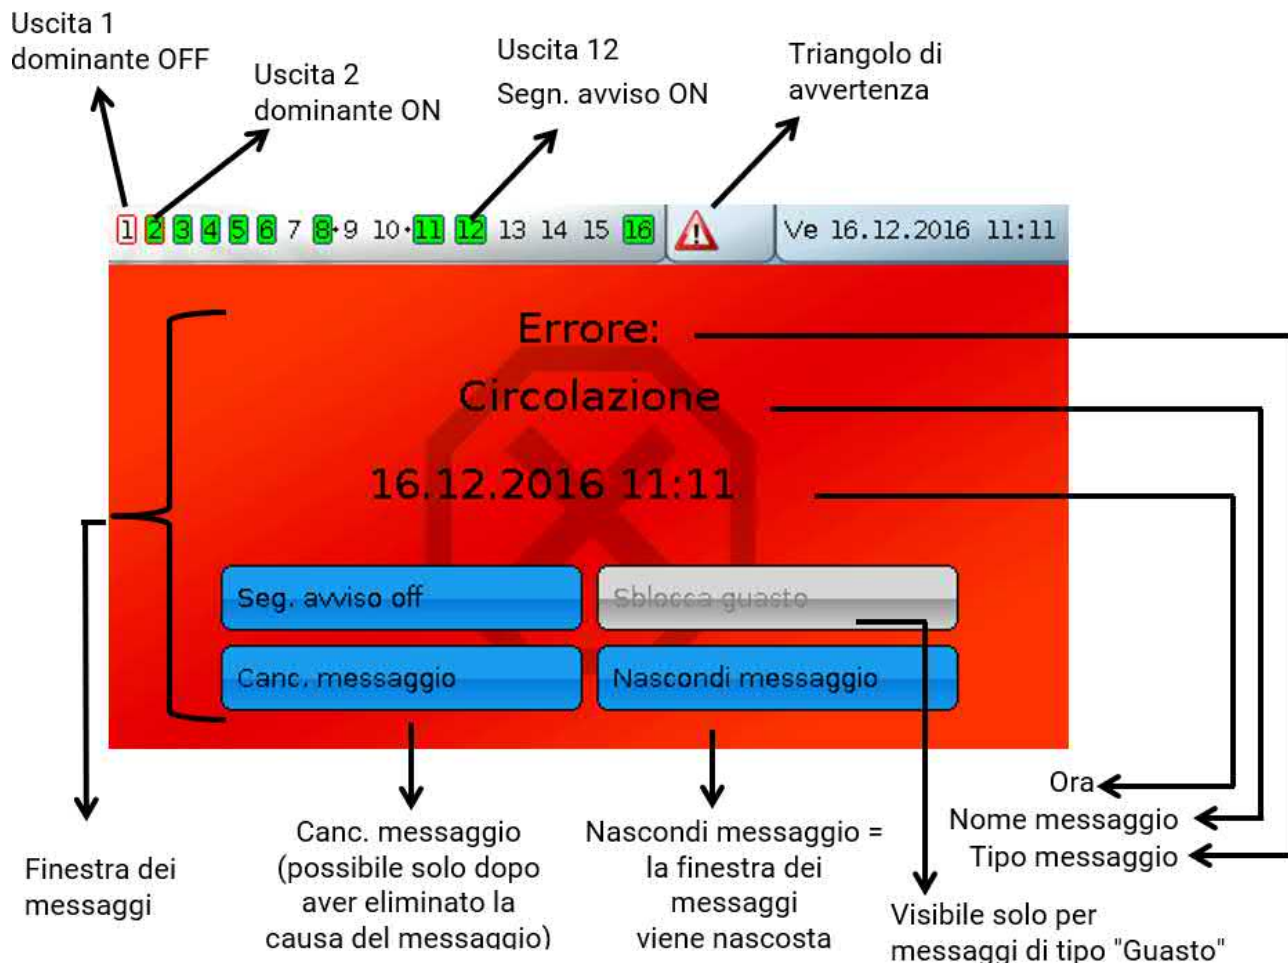 Uscita 1
dominante OFF
Uscita 2
dominante ON
Uscita 12
Segn. avviso ON
Triangolo di
avvertenza
1 2 3 4 5 6 7 8·9 10·11 12 13 14 15 16
Ve 16.12.2016 11:11
Errore:
Circolazione
16.12.2016 11:11
Seg. avviso off
Sblocca guasto
Canc. messaggio
Nascondi messaggio
Ora
Nome messaggio
Tipo messaggio
Finestra dei
messaggi
Canc. messaggio
(possibile solo dopo
aver eliminato la
causa del messaggio)
Nascondi messaggio =
la finestra dei
messaggi
viene nascosta
Visibile solo per
messaggi di tipo "Guasto"